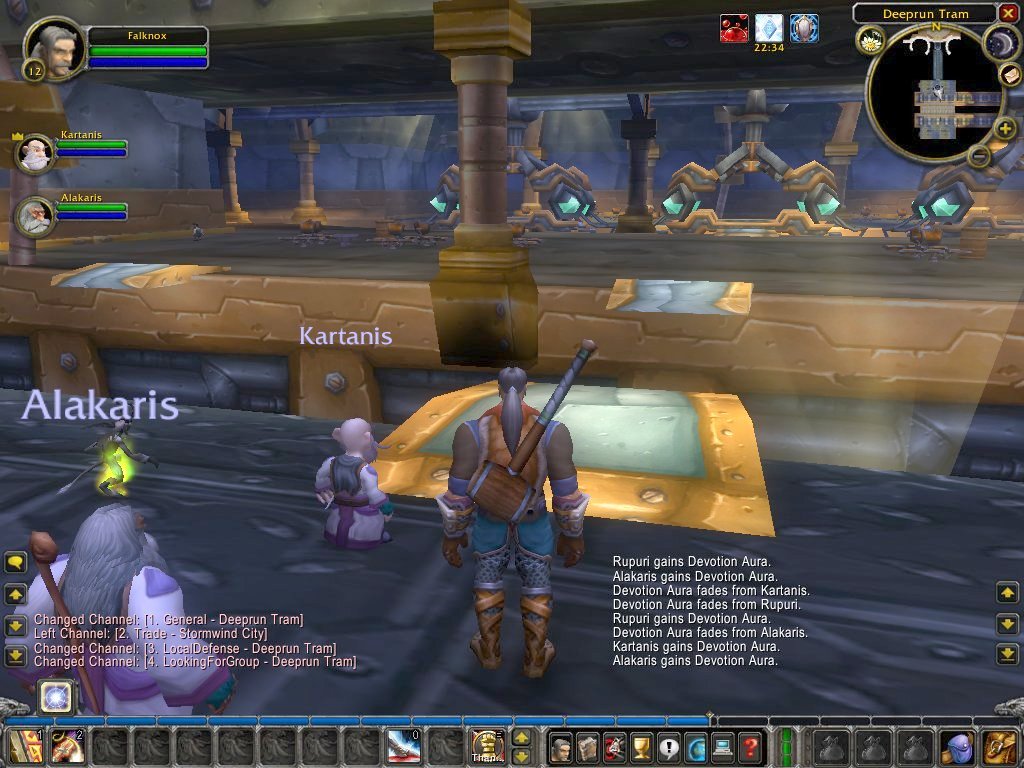 Falknox
12
Kartanis
Alakaris
22:34
Deeprun Tram
N
Kartanis
Alakaris
Rupuri gains Devotion Aura.
Alakaris gains Devotion Aura.
Devotion Aura fades from Kartanis.
Devotion Aura fades from Rupuri.
Rupuri gains Devotion Aura.
Devotion Aura fades from Alakaris.
Kartanis gains Devotion Aura.
Alakaris gains Devotion Aura.
Changed Channel: [1. General - Deeprun Tram]
Left Channel: [2. Trade - Stormwind City]
Changed Channel: [3. LocalDefense - Deeprun Tram]
Changed Channel: [4. LookingForGroup - Deeprun Tram]
1
2
0
=